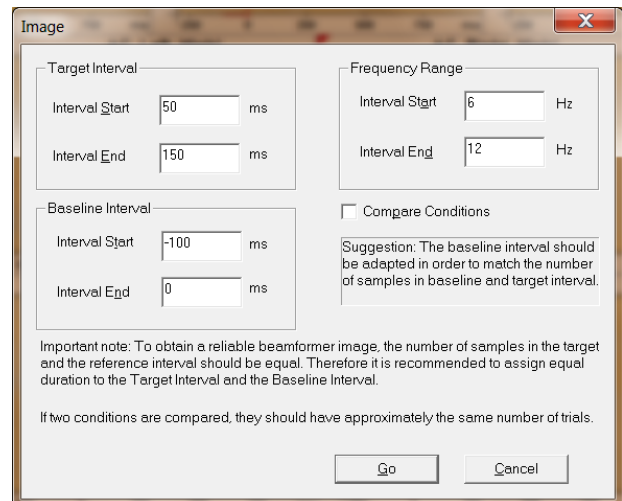 Image
X
Target Interval
Interval Start 50 ms
Interval End 150 ms
Frequency Range
Interval Start 6 Hz
Interval End 12 Hz
Baseline Interval
Interval Start -100 ms
Interval End 0 ms
Compare Conditions
Suggestion: The baseline interval should
be adapted in order to match the number
of samples in baseline and target interval.
Important note: To obtain a reliable beamformer image, the number of samples in the target
and the reference interval should be equal. Therefore it is recommended to assign equal
duration to the Target Interval and the Baseline Interval.
If two conditions are compared, they should have approximately the same number of trials.
Go
Cancel